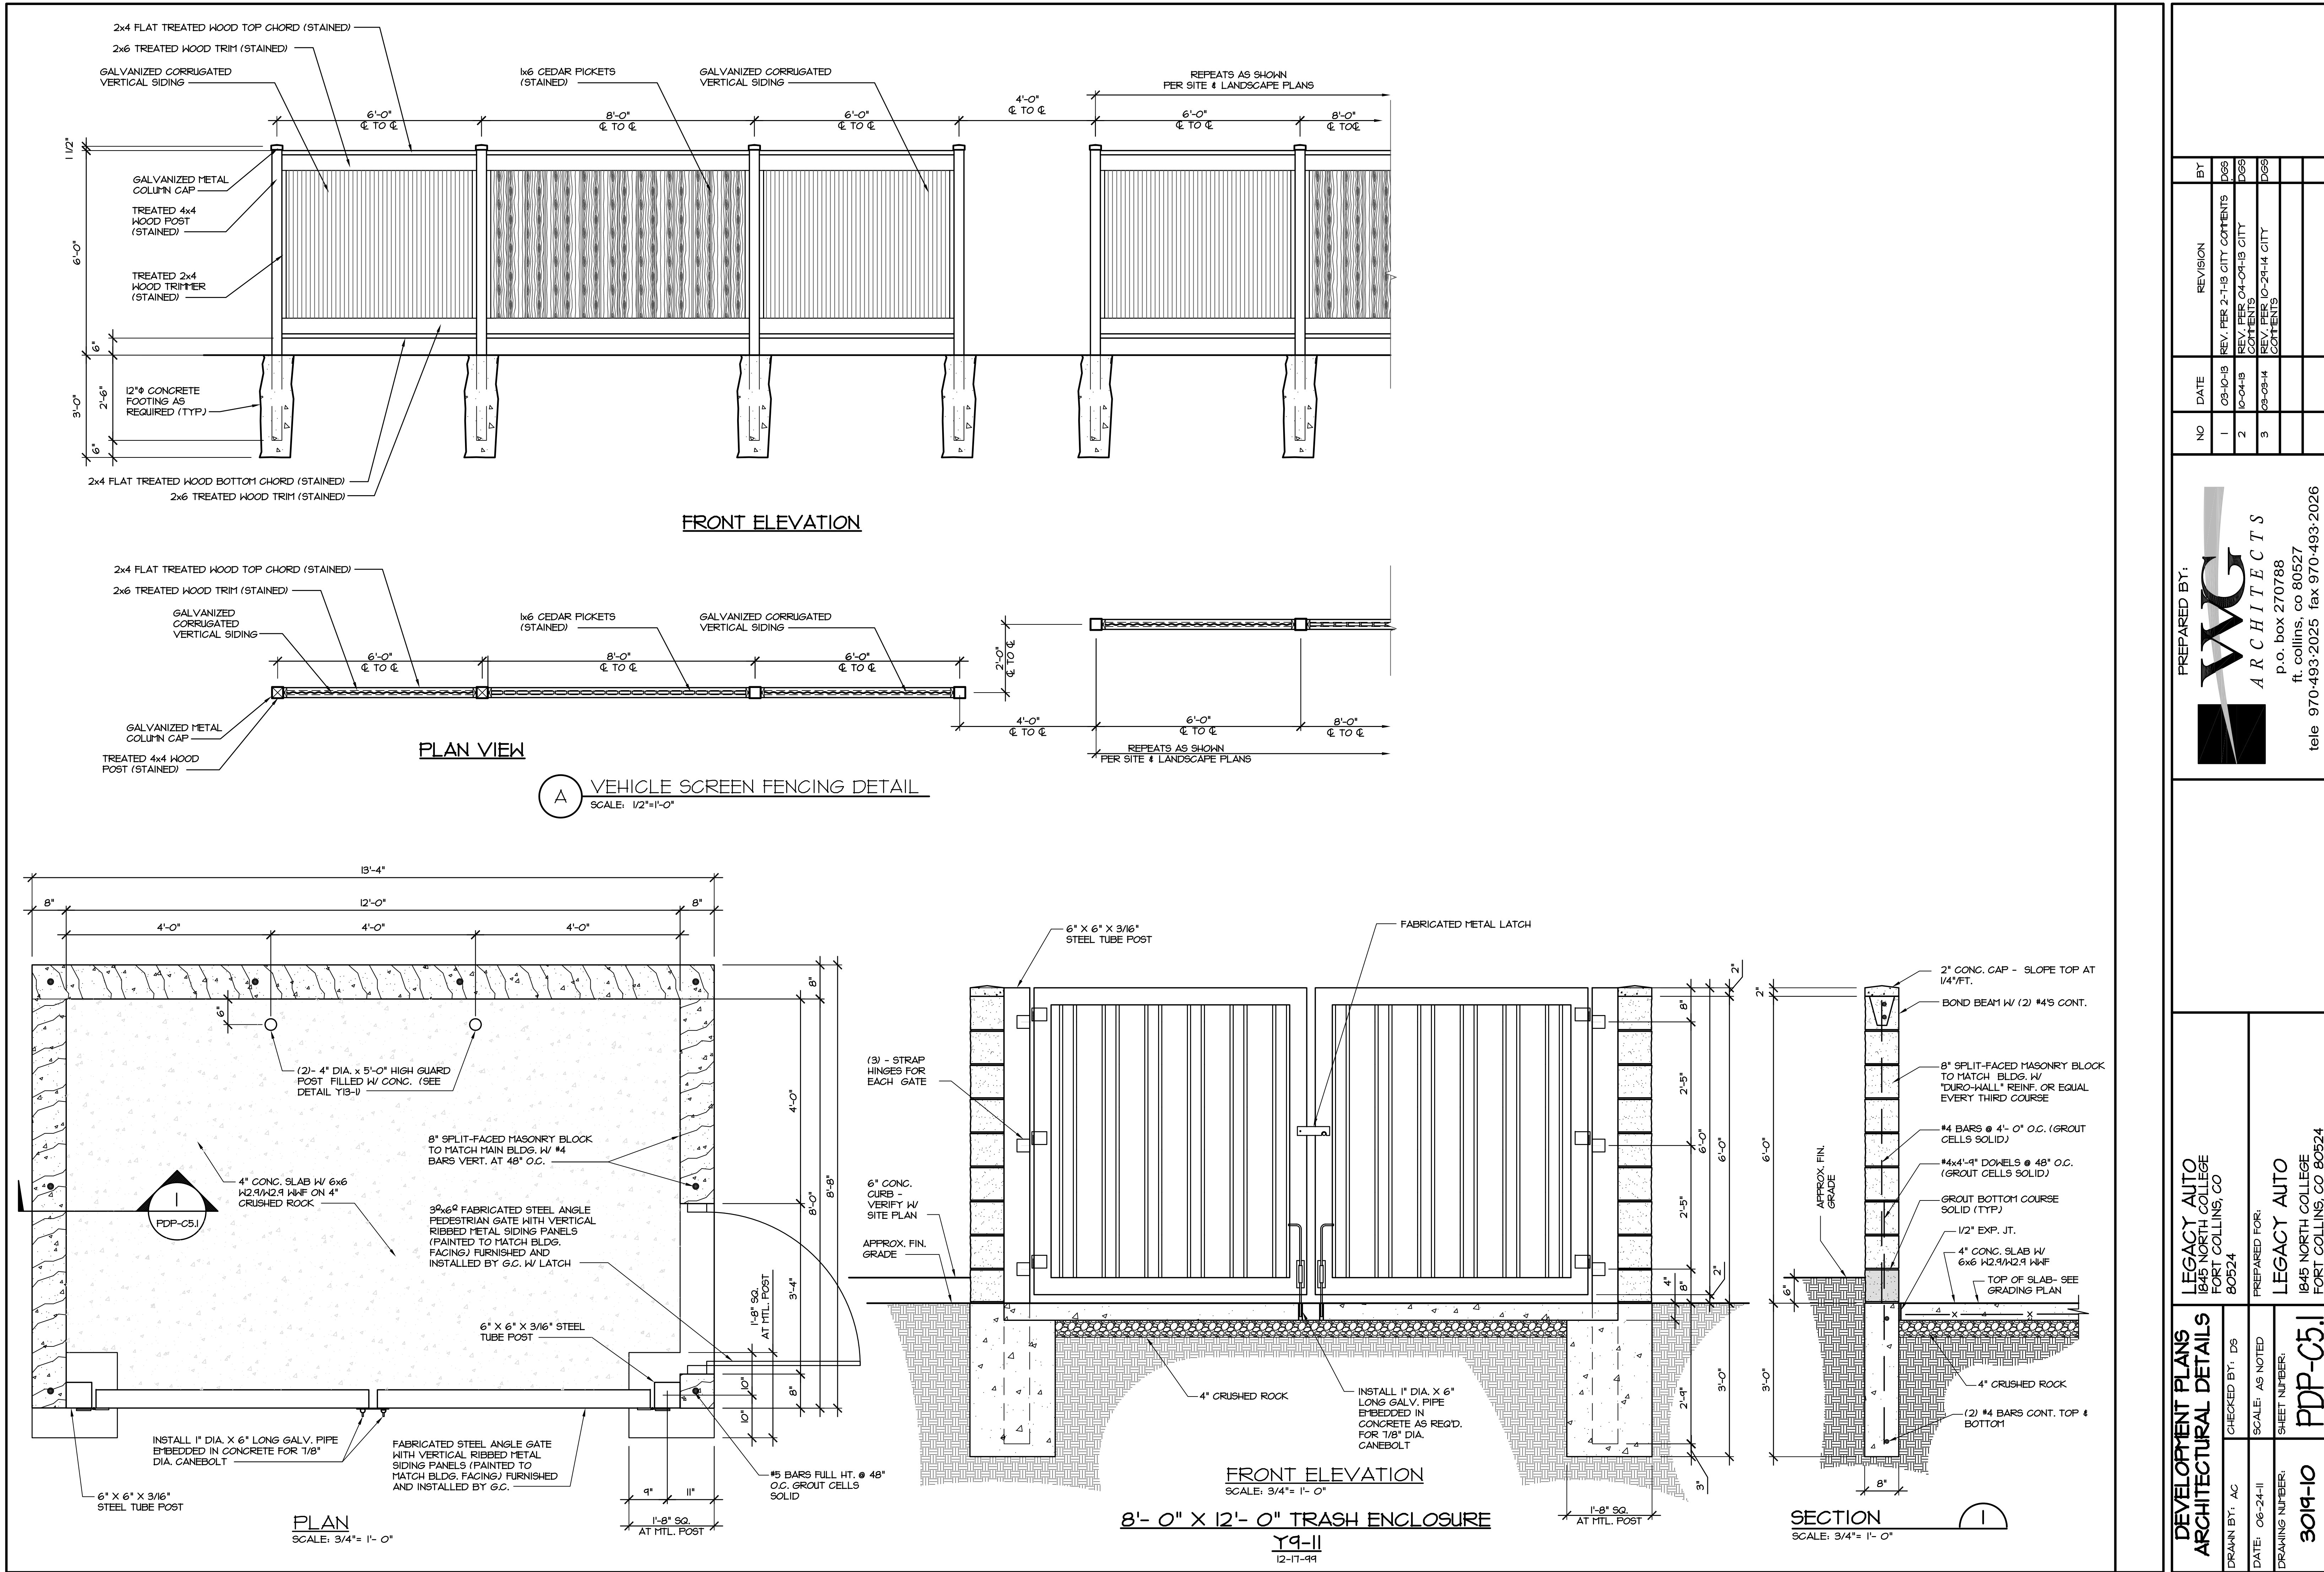 2x4 FLAT TREATED WOOD TOP CHORD (STAINED)
2x6 TREATED WOOD TRIM (STAINED)
GALVANIZED CORRUGATED
VERTICAL SIDING
1x6 CEDAR PICKETS
(STAINED)
GALVANIZED CORRUGATED
VERTICAL SIDING
REPEATS AS SHOWN
PER SITE & LANDSCAPE PLANS
6'-0"
℄ TO ℄
8'-0"
℄ TO ℄
6'-0"
℄ TO ℄
4'-0"
℄ TO ℄
6'-0"
℄ TO ℄
8'-0"
℄ TO℄
1 1/2"
6'-0"
6"
3'-0"
2'-6"
6"
GALVANIZED METAL
COLUMN CAP
TREATED 4x4
WOOD POST
(STAINED)
TREATED 2x4
WOOD TRIMMER
(STAINED)
12"Φ CONCRETE
FOOTING AS
REQUIRED (TYP.)
2x4 FLAT TREATED WOOD BOTTOM CHORD (STAINED)
2x6 TREATED WOOD TRIM (STAINED)
FRONT ELEVATION
2x4 FLAT TREATED WOOD TOP CHORD (STAINED)
2x6 TREATED WOOD TRIM (STAINED)
GALVANIZED
CORRUGATED
VERTICAL SIDING
1x6 CEDAR PICKETS
(STAINED)
GALVANIZED CORRUGATED
VERTICAL SIDING
6'-0"
℄ TO ℄
8'-0"
℄ TO ℄
6'-0"
℄ TO ℄
2'-0"
℄ TO ℄
4'-0"
℄ TO ℄
6'-0"
℄ TO ℄
8'-0"
℄ TO ℄
REPEATS AS SHOWN
PER SITE & LANDSCAPE PLANS
GALVANIZED METAL
COLUMN CAP
TREATED 4x4 WOOD
POST (STAINED)
PLAN VIEW
A
VEHICLE SCREEN FENCING DETAIL
SCALE: 1/2"=1'-0"
13'-4"
8"
12'-0"
8"
4'-0"
4'-0"
4'-0"
6"
8"
4'-0"
8'-0"
8'-8"
3'-4"
8"
1'-8" SQ.
AT MTL. POST
10"
10"
(2)- 4" DIA. x 5'-0" HIGH GUARD
POST FILLED W/ CONC. (SEE
DETAIL Y13-1)
8" SPLIT-FACED MASONRY BLOCK
TO MATCH MAIN BLDG. W/ #4
BARS VERT. AT 48" O.C.
4" CONC. SLAB W/ 6x6
W2.9/W2.9 WWF ON 4"
CRUSHED ROCK
1
PDP-C5.1
3⁰x6⁰ FABRICATED STEEL ANGLE
PEDESTRIAN GATE WITH VERTICAL
RIBBED METAL SIDING PANELS
(PAINTED TO MATCH BLDG.
FACING) FURNISHED AND
INSTALLED BY G.C. W/ LATCH
6" X 6" X 3/16" STEEL
TUBE POST
INSTALL 1" DIA. X 6" LONG GALV. PIPE
EMBEDDED IN CONCRETE FOR 7/8"
DIA. CANEBOLT
FABRICATED STEEL ANGLE GATE
WITH VERTICAL RIBBED METAL
SIDING PANELS (PAINTED TO
MATCH BLDG. FACING) FURNISHED
AND INSTALLED BY G.C.
6" X 6" X 3/16"
STEEL TUBE POST
#5 BARS FULL HT. @ 48"
O.C. GROUT CELLS
SOLID
9"
11"
1'-8" SQ.
AT MTL. POST
PLAN
SCALE: 3/4"= 1'- 0"
6" X 6" X 3/16"
STEEL TUBE POST
FABRICATED METAL LATCH
(3) - STRAP
HINGES FOR
EACH GATE
6" CONC.
CURB -
VERIFY W/
SITE PLAN
APPROX. FIN.
GRADE
2"
8"
2'-5"
6'-0"
6'-0"
2'-5"
8"
2"
4"
2'-9"
3'-0"
3"
4" CRUSHED ROCK
INSTALL 1" DIA. X 6"
LONG GALV. PIPE
EMBEDDED IN
CONCRETE AS REQ'D.
FOR 7/8" DIA.
CANEBOLT
1'-8" SQ.
AT MTL. POST
FRONT ELEVATION
SCALE: 3/4"= 1'- 0"
8'- 0" X 12'- 0" TRASH ENCLOSURE
Y9-11
12-17-99
2"
6'-0"
APPROX. FIN.
GRADE
6"
3'-0"
8"
2" CONC. CAP - SLOPE TOP AT
1/4"/FT.
BOND BEAM W/ (2) #4'S CONT.
8" SPLIT-FACED MASONRY BLOCK
TO MATCH BLDG. W/
"DURO-WALL" REINF. OR EQUAL
EVERY THIRD COURSE
#4 BARS @ 4'- 0" O.C. (GROUT
CELLS SOLID)
#4x4'-9" DOWELS @ 48" O.C.
(GROUT CELLS SOLID)
GROUT BOTTOM COURSE
SOLID (TYP)
1/2" EXP. JT.
4" CONC. SLAB W/
6x6 W2.9/W2.9 WWF
TOP OF SLAB- SEE
GRADING PLAN
4" CRUSHED ROCK
(2) #4 BARS CONT. TOP &
BOTTOM
SECTION
SCALE: 3/4"= 1'- 0"
1
NO DATE REVISION BY
1 03-10-13 REV. PER 2-7-13 CITY COMMENTS DGS
2 10-04-13 REV. PER 04-09-13 CITY COMMENTS DGS
3 03-03-14 REV. PER 10-29-14 CITY COMMENTS DGS
PREPARED BY:
VWG
ARCHITECTS
p.o. box 270788
ft. collins, co 80527
tele 970·493·2025 fax 970·493·2026
LEGACY AUTO
1845 NORTH COLLEGE
FORT COLLINS, CO
80524
PREPARED FOR:
LEGACY AUTO
1845 NORTH COLLEGE
FORT COLLINS, CO 80524
DEVELOPMENT PLANS
ARCHITECTURAL DETAILS
DRAWN BY: AC
CHECKED BY: DS
DATE: 06-24-11
SCALE: AS NOTED
DRAWING NUMBER:
3019-10
SHEET NUMBER:
PDP-C5.1